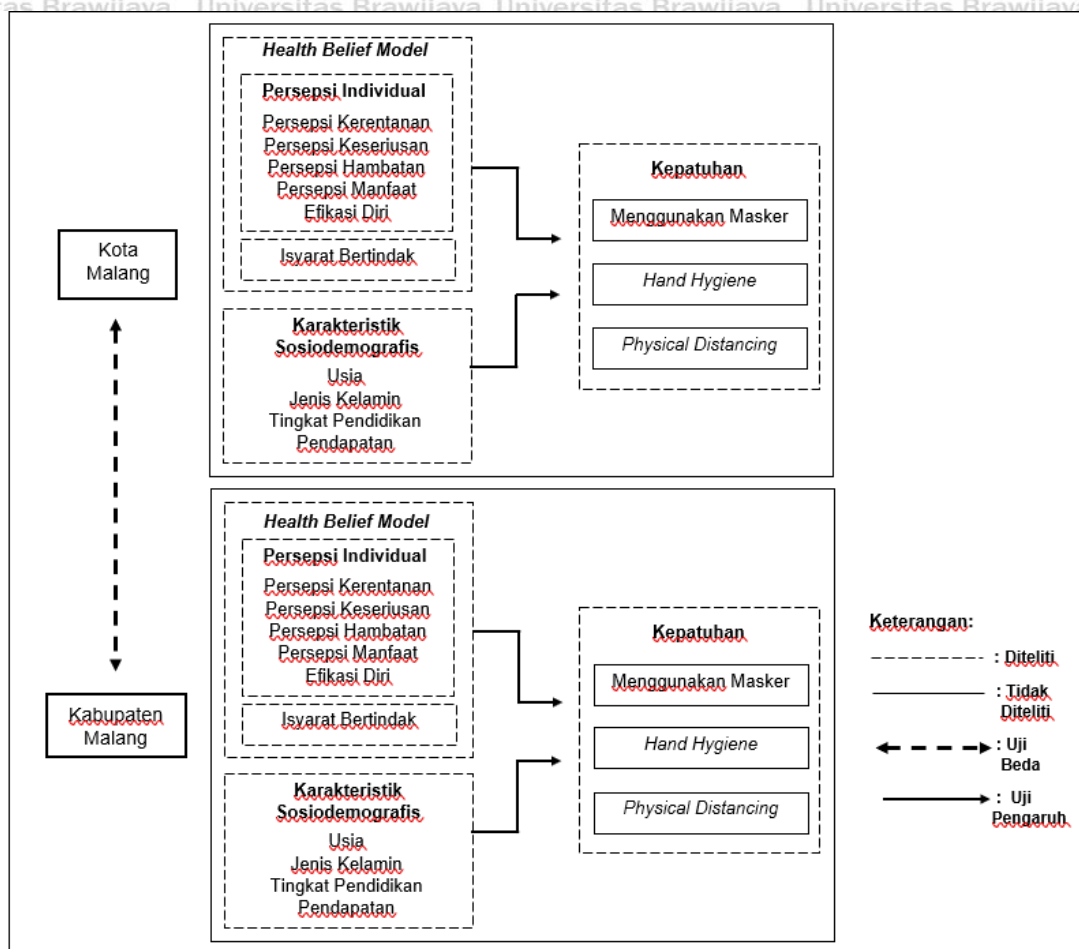 Universitas Brawijaya Universitas Brawijaya
Health Belief Model
Persepsi Individual
Persepsi Kerentanan
Persepsi Keseriusan
Persepsi Hambatan
Persepsi Manfaat
Efikasi Diri
Isyarat Bertindak
Karakteristik
Sosiodemografis
Usia
Jenis Kelamin
Tingkat Pendidikan
Pendapatan
Kepatuhan
Menggunakan Masker
Hand Hygiene
Physical Distancing
Kota
Malang
Kabupaten
Malang
Health Belief Model
Persepsi Individual
Persepsi Kerentanan
Persepsi Keseriusan
Persepsi Hambatan
Persepsi Manfaat
Efikasi Diri
Isyarat Bertindak
Karakteristik
Sosiodemografis
Usia
Jenis Kelamin
Tingkat Pendidikan
Pendapatan
Kepatuhan
Menggunakan Masker
Hand Hygiene
Physical Distancing
Keterangan:
: Diteliti
: Tidak
Diteliti
: Uji
Beda
: Uji
Pengaruh